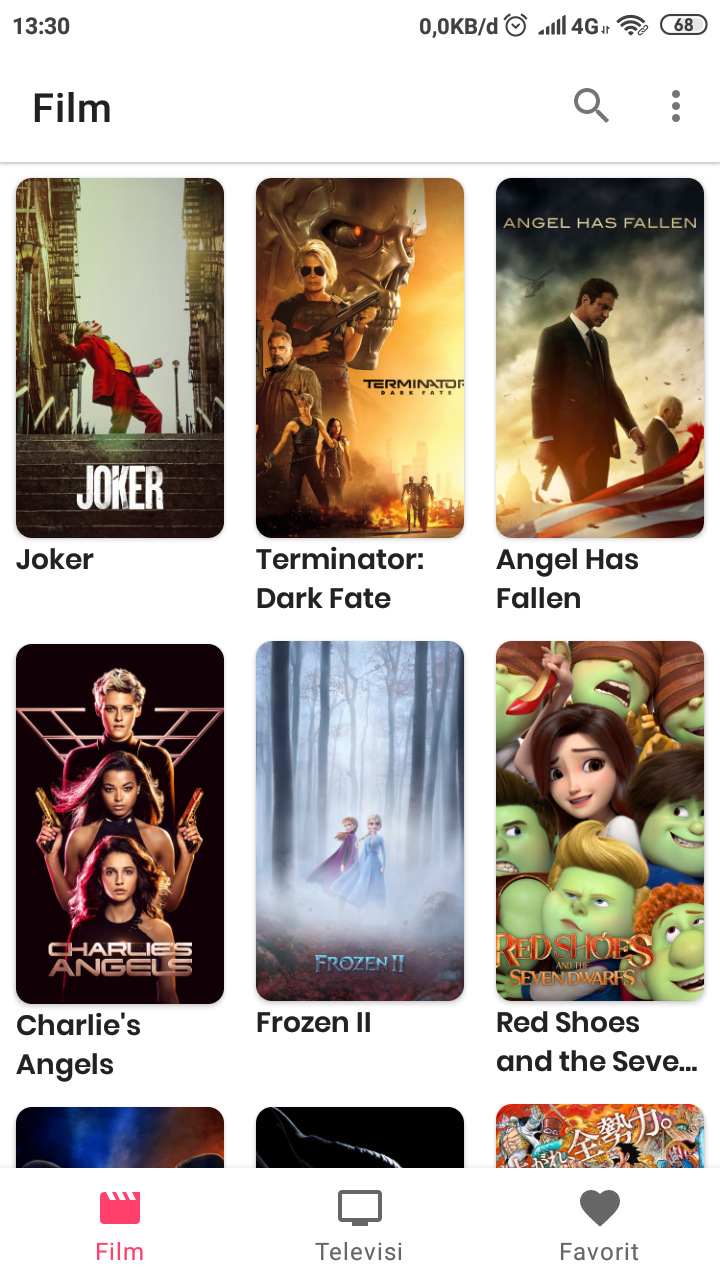 13:30
0,0KB/d
4G
68
Film
JOKER
TERMINATOR
DARK FATE
ANGEL HAS FALLEN
Joker
Terminator:
Dark Fate
Angel Has
Fallen
CHARLIE'S
ANGELS
FROZEN II
RED SHOES
AND THE
SEVEN DWARFS
Charlie's
Angels
Frozen II
Red Shoes
and the Seve...
全勢力。
Film
Televisi
Favorit